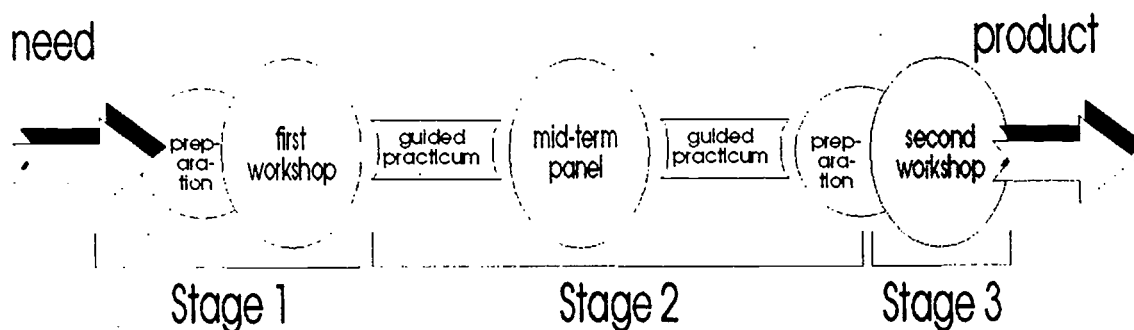 need
product
prep-
ara-
tion
first
workshop
guided
practicum
mid-term
panel
guided
practicum
prep-
ara-
tion
second
workshop
Stage 1
Stage 2
Stage 3